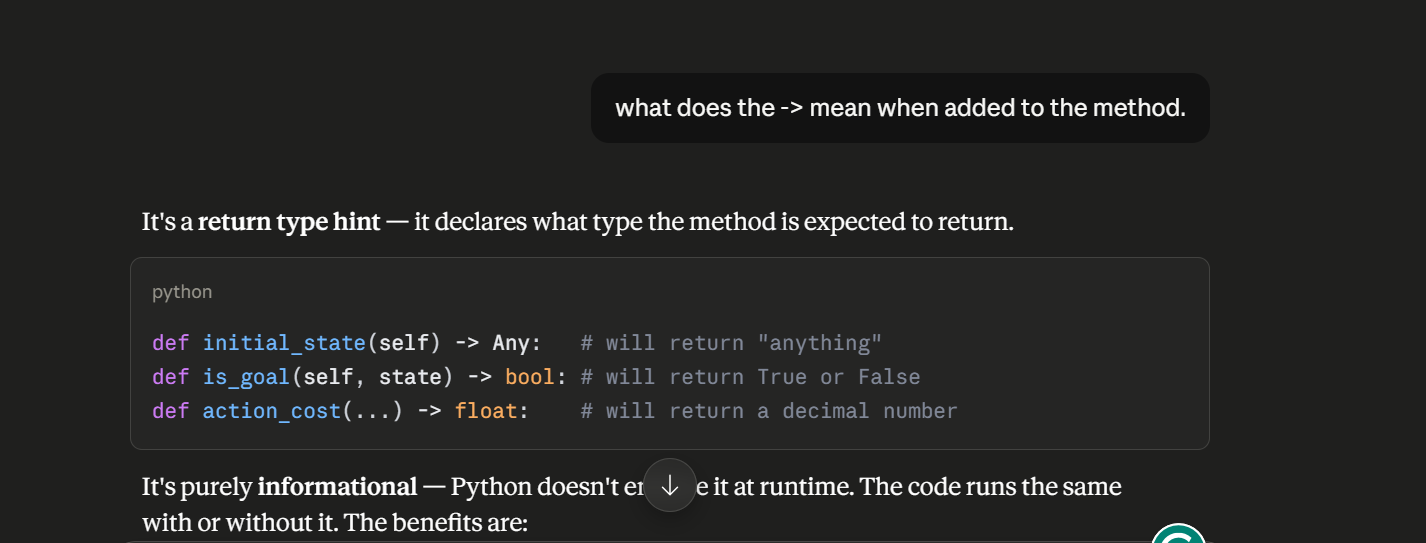 what does the -> mean when added to the method.
It's a return type hint — it declares what type the method is expected to return.
python
def initial_state(self) -> Any:   # will return "anything"
def is_goal(self, state) -> bool: # will return True or False
def action_cost(...) -> float:    # will return a decimal number
It's purely informational — Python doesn't it at runtime. The code runs the same
with or without it. The benefits are: